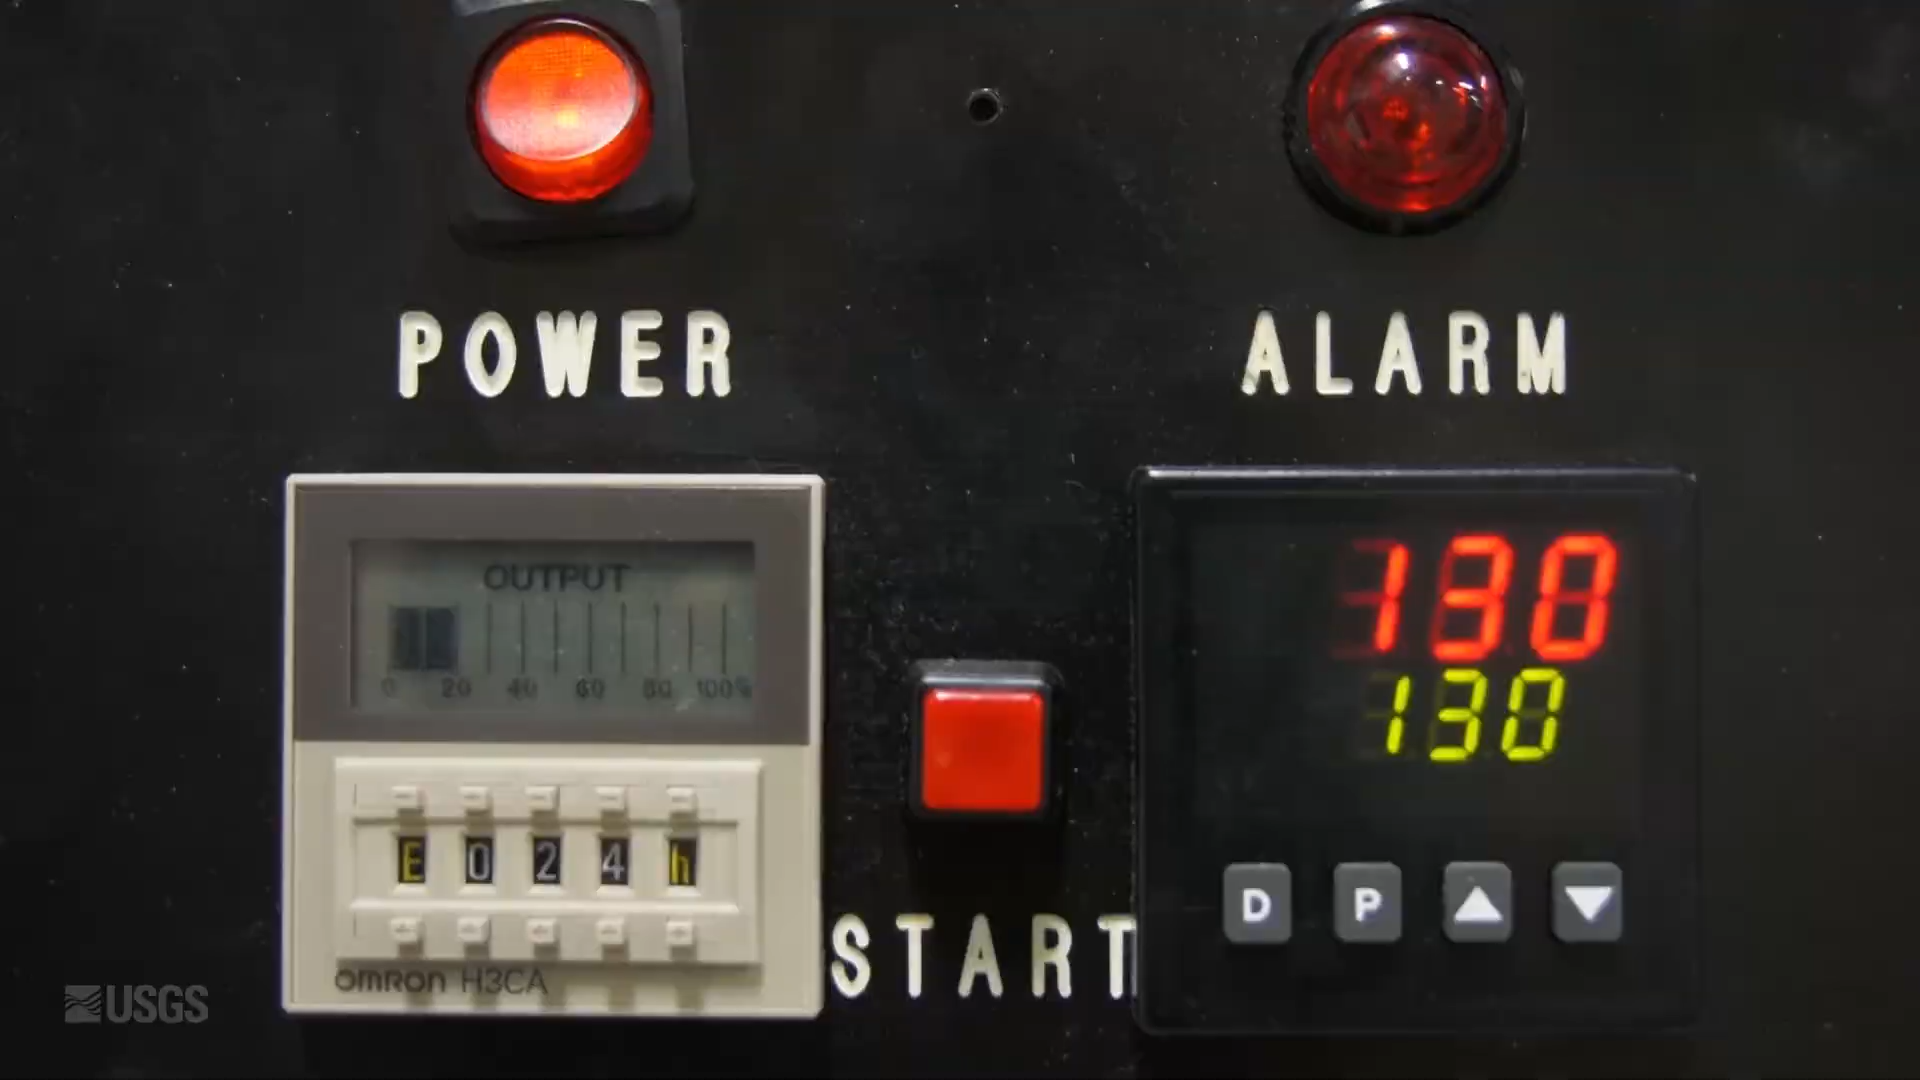 POWER
ALARM
OUTPUT
0 20 40 60 80 100%
130
130
E 0 2 4 h
D P
START
omron H3CA
USGS